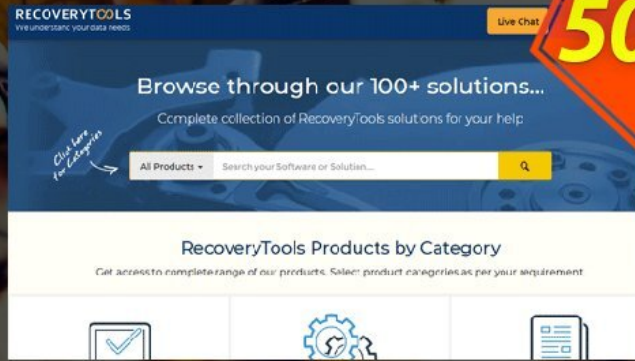 RECOVERYTOOLS
We understand your data needs
Live Chat
50
Browse through our 100+ solutions...
Complete collection of RecoveryTools solutions for your help
Click here
for Categories
All Products
Search your Software or Solution...
RecoveryTools Products by Category
Get access to complete range of our products. Select product categories as per your requirement